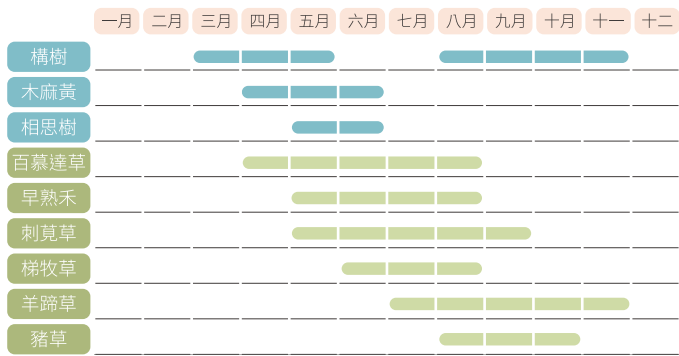 一月 二月 三月 四月 五月 六月 七月 八月 九月 十月 十一 十二
構樹
木麻黃
相思樹
百慕達草
早熟禾
刺莧草
梯牧草
羊蹄草
豬草